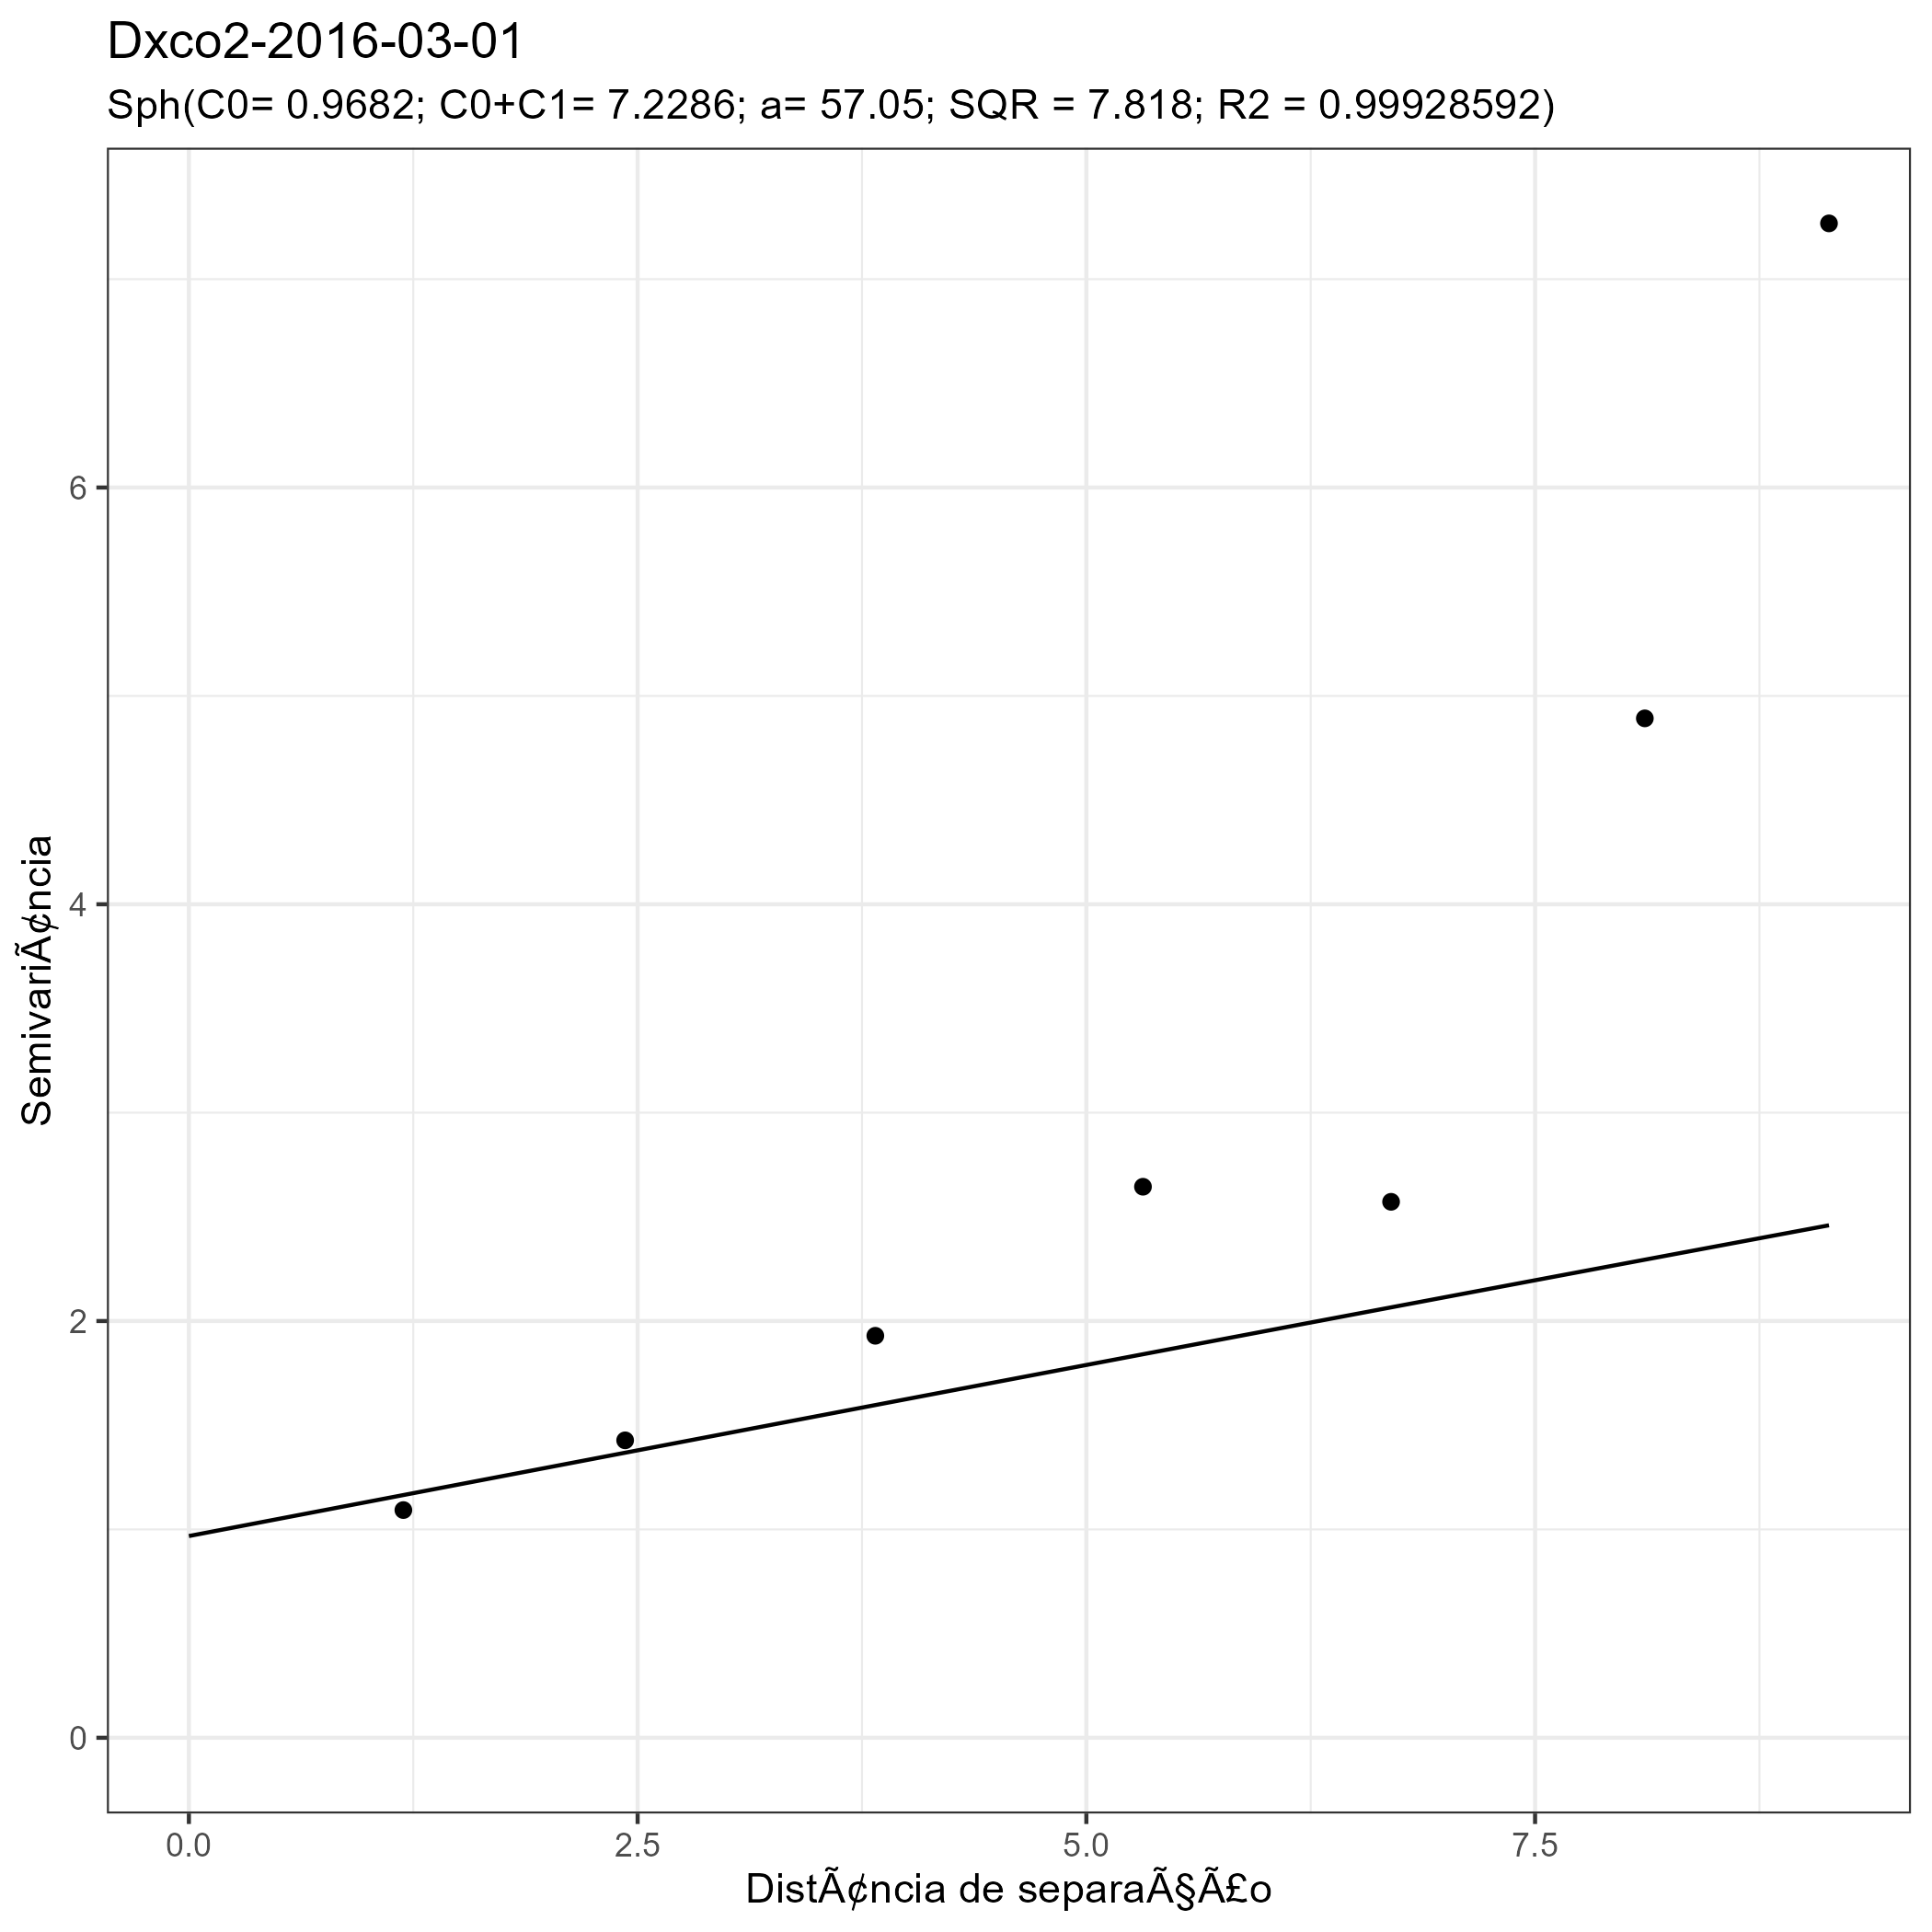 Dxco2-2016-03-01
Sph(C0= 0.9682; C0+C1= 7.2286; a= 57.05; SQR = 7.818; R2 = 0.99928592)
SemivariÃ¢ncia
6
4
2
0
0.0 2.5 5.0 7.5
DistÃ¢ncia de separaÃ§Ã£o